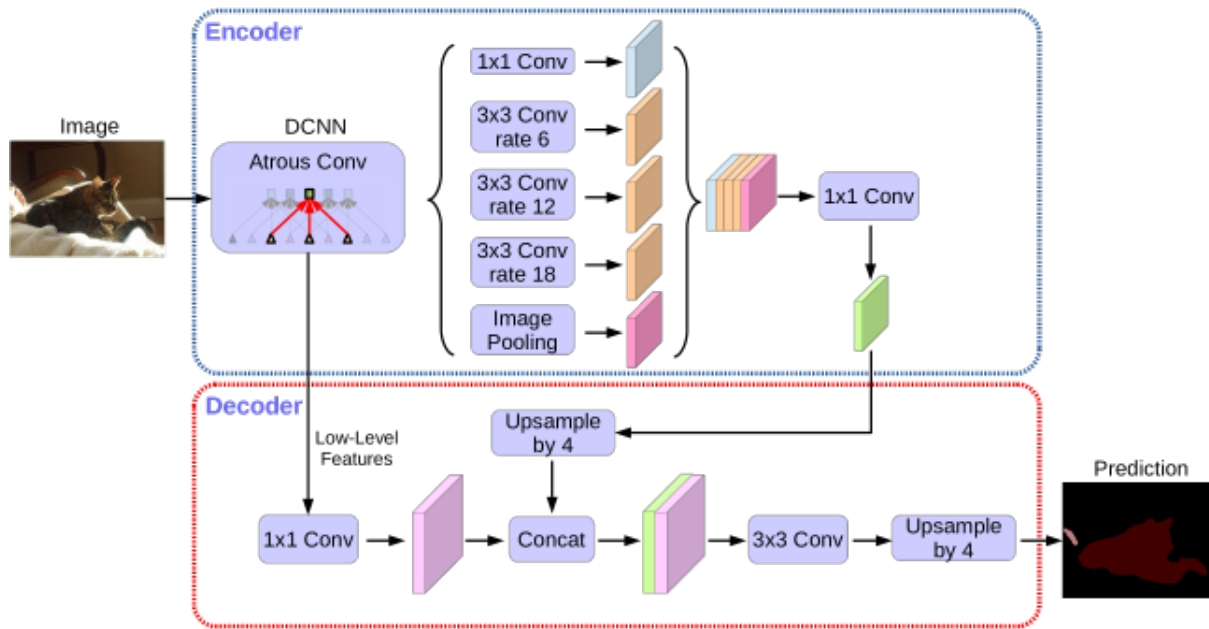 Encoder
Image
DCNN
Atrous Conv
1x1 Conv
3x3 Conv
rate 6
3x3 Conv
rate 12
3x3 Conv
rate 18
Image
Pooling
1x1 Conv
Decoder
Low-Level
Features
Upsample
by 4
1x1 Conv
Concat
3x3 Conv
Upsample
by 4
Prediction